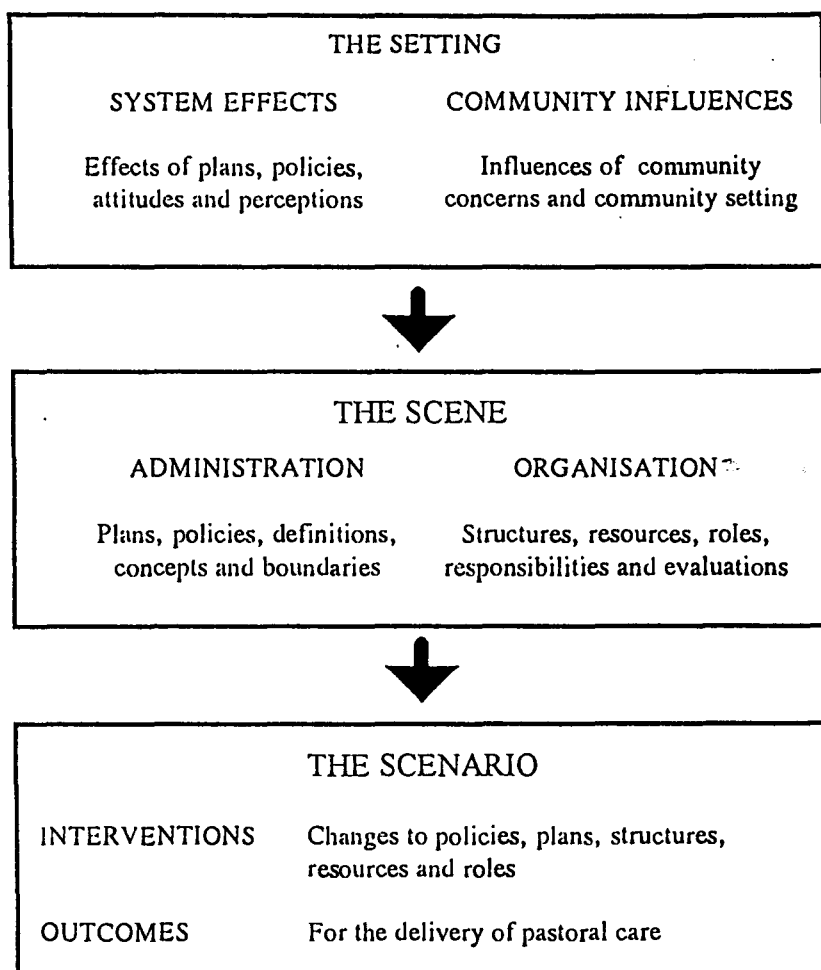 THE SETTING
SYSTEM EFFECTS
COMMUNITY INFLUENCES
Effects of plans, policies,
attitudes and perceptions
Influences of community
concerns and community setting
THE SCENE
ADMINISTRATION
ORGANISATION
Plans, policies, definitions,
concepts and boundaries
Structures, resources, roles,
responsibilities and evaluations
THE SCENARIO
INTERVENTIONS
Changes to policies, plans, structures,
resources and roles
OUTCOMES
For the delivery of pastoral care